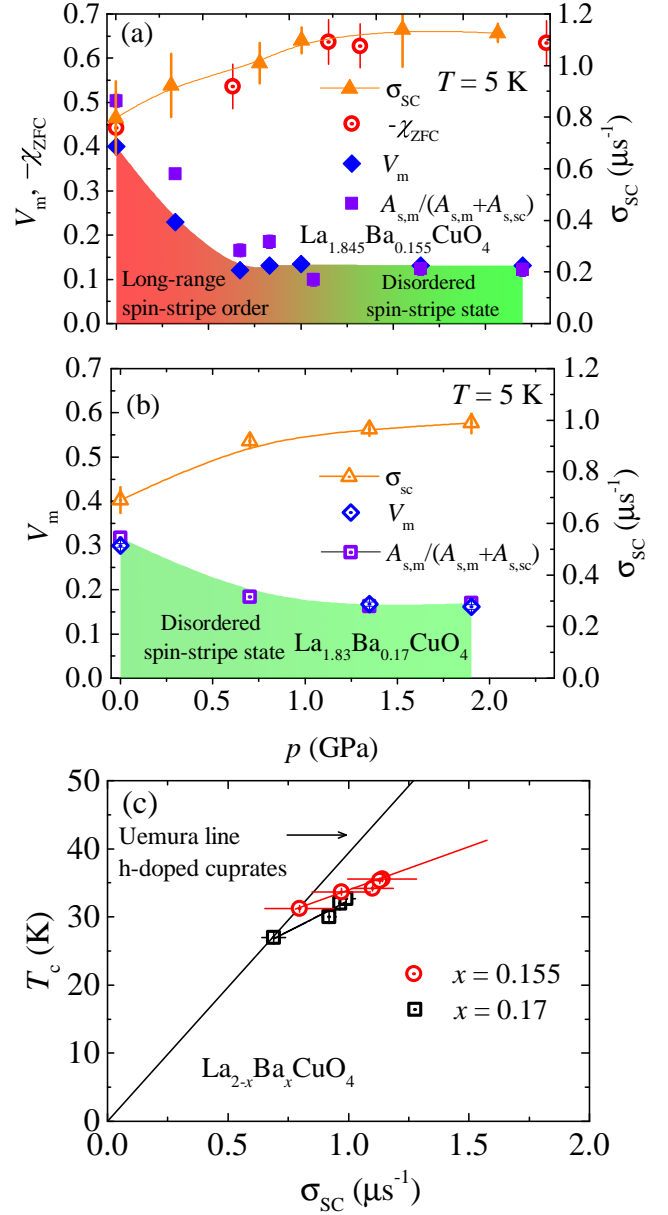 (a)
T = 5 K
σSC
-χZFC
Vm
As,m/(As,m+As,sc)
La1.845Ba0.155CuO4
Long-range
spin-stripe order
Disordered
spin-stripe state
0.7
0.6
0.5
0.4
0.3
0.2
0.1
0.0
Vm, −χZFC
1.2
1.0
0.8
0.6
0.4
0.2
0.0
σSC (μs-1)
(b)
T = 5 K
σsc
Vm
As,m/(As,m+As,sc)
Disordered
spin-stripe state
La1.83Ba0.17CuO4
0.7
0.6
0.5
0.4
0.3
0.2
0.1
0.0
Vm
1.2
1.0
0.8
0.6
0.4
0.2
0.0
σSC (μs-1)
0.0 0.5 1.0 1.5 2.0
p (GPa)
(c)
Uemura line
h-doped cuprates
x = 0.155
x = 0.17
La2-xBaxCuO4
50
40
30
20
10
0
Tc (K)
0.0 0.5 1.0 1.5 2.0
σSC (μs-1)